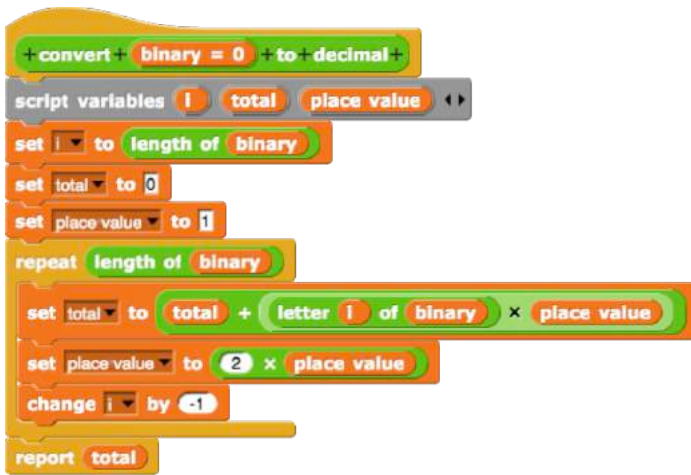 +convert+ binary = 0 +to+decimal+
script variables i total place value
set i to length of binary
set total to 0
set place value to 1
repeat length of binary
set total to total + letter i of binary × place value
set place value to 2 × place value
change i by -1
report total